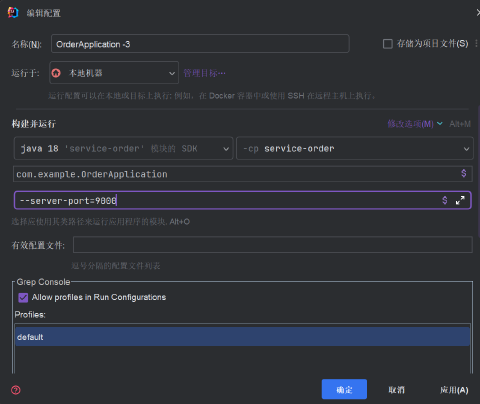 编辑配置
名称(N): OrderApplication -3 存储为项目文件(S)
运行于: 本地机器 管理目标...
运行配置可以在本地或目标上执行: 例如，在 Docker 容器中或使用 SSH 在远程主机上执行。
构建并运行 修改选项(M) Alt+M
java 18 'service-order' 模块的 SDK -cp service-order
com.example.OrderApplication $
--server-port=9000 $
选择应使用其类路径来运行应用程序的模块. Alt+O
有效配置文件:
逗号分隔的配置文件列表
Grep Console
Allow profiles in Run Configurations
Profiles:
default
? 确定 取消 应用(A)